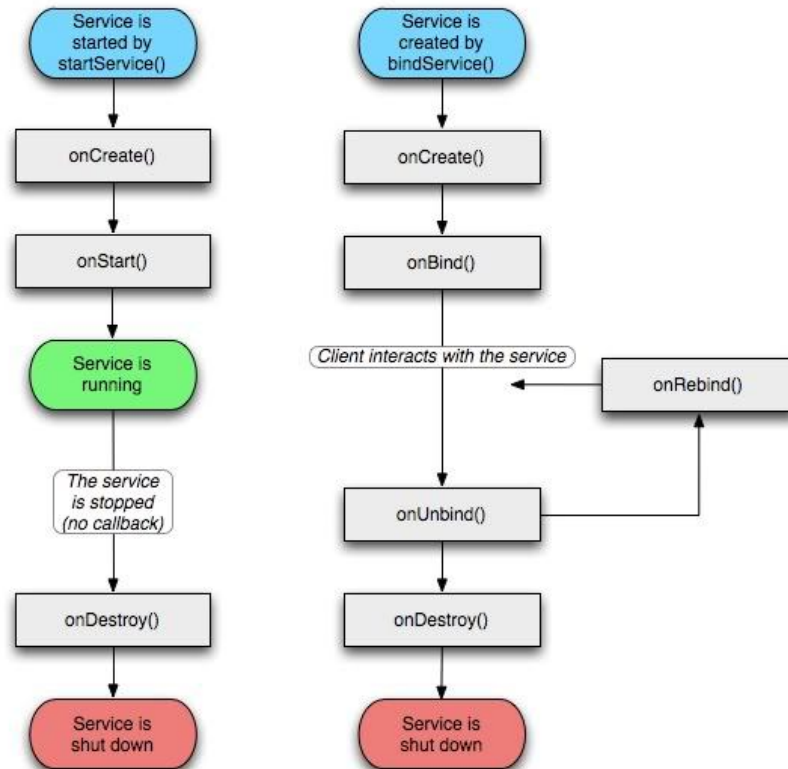 Service is
started by
startService()
onCreate()
onStart()
Service is
running
The service
is stopped
(no callback)
onDestroy()
Service is
shut down
Service is
created by
bindService()
onCreate()
onBind()
Client interacts with the service
onRebind()
onUnbind()
onDestroy()
Service is
shut down